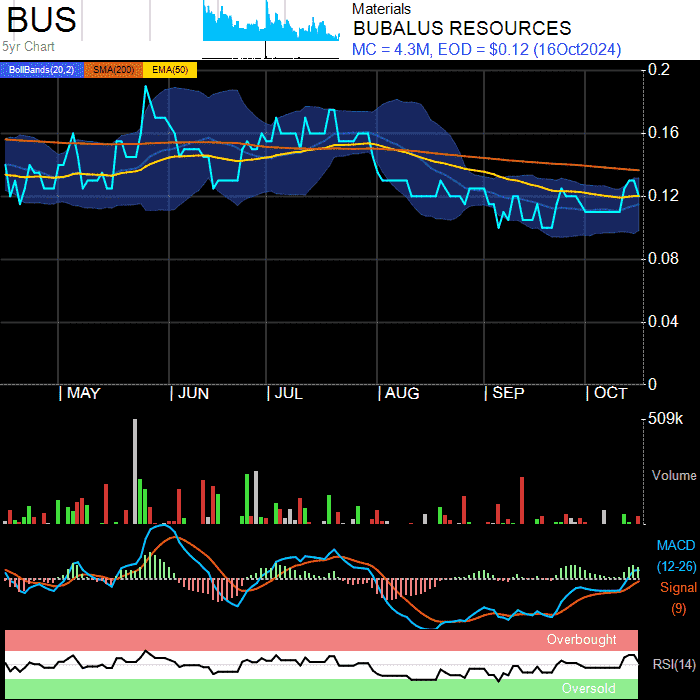 BUS
5yr Chart
Materials
BUBALUS RESOURCES
MC = 4.3M, EOD = $0.12 (16Oct2024)
BollBands(20,2) SMA(200) EMA(50)
0.2
0.16
0.12
0.08
0.04
0
MAY JUN JUL AUG SEP OCT
509k
Volume
MACD
(12-26)
Signal
(9)
Overbought
RSI(14)
Oversold